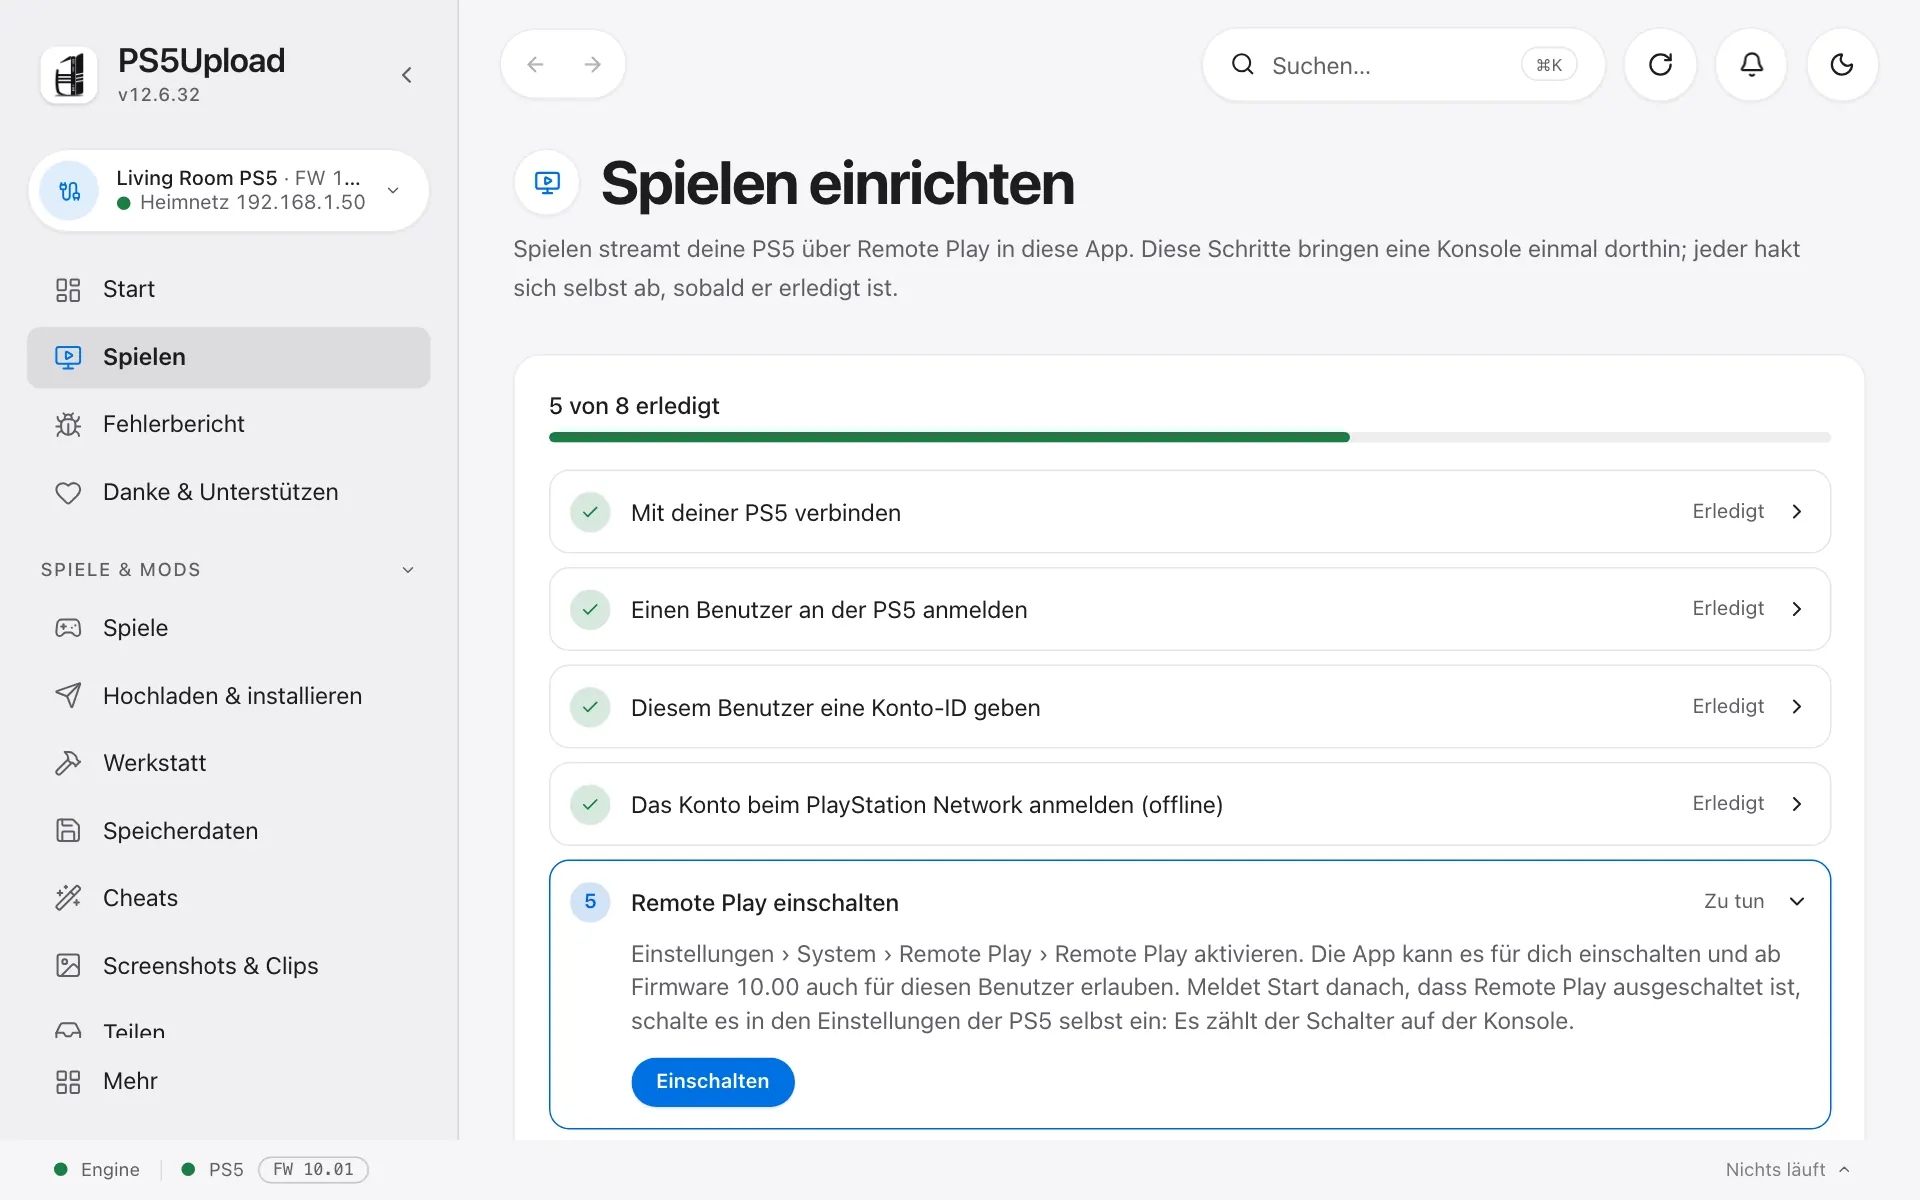 PS5Upload
v12.6.32
Living Room PS5 · FW 1...
Heimnetz 192.168.1.50
Start
Spielen
Fehlerbericht
Danke & Unterstützen
SPIELE & MODS
Spiele
Hochladen & installieren
Werkstatt
Speicherdaten
Cheats
Screenshots & Clips
Teilen
Mehr
Suchen...
⌘K
Spielen einrichten
Spielen streamt deine PS5 über Remote Play in diese App. Diese Schritte bringen eine Konsole einmal dorthin; jeder hakt
sich selbst ab, sobald er erledigt ist.
5 von 8 erledigt
Mit deiner PS5 verbinden
Erledigt
Einen Benutzer an der PS5 anmelden
Erledigt
Diesem Benutzer eine Konto-ID geben
Erledigt
Das Konto beim PlayStation Network anmelden (offline)
Erledigt
5
Remote Play einschalten
Zu tun
Einstellungen › System › Remote Play › Remote Play aktivieren. Die App kann es für dich einschalten und ab
Firmware 10.00 auch für diesen Benutzer erlauben. Meldet Start danach, dass Remote Play ausgeschaltet ist,
schalte es in den Einstellungen der PS5 selbst ein: Es zählt der Schalter auf der Konsole.
Einschalten
Engine
PS5
FW 10.01
Nichts läuft